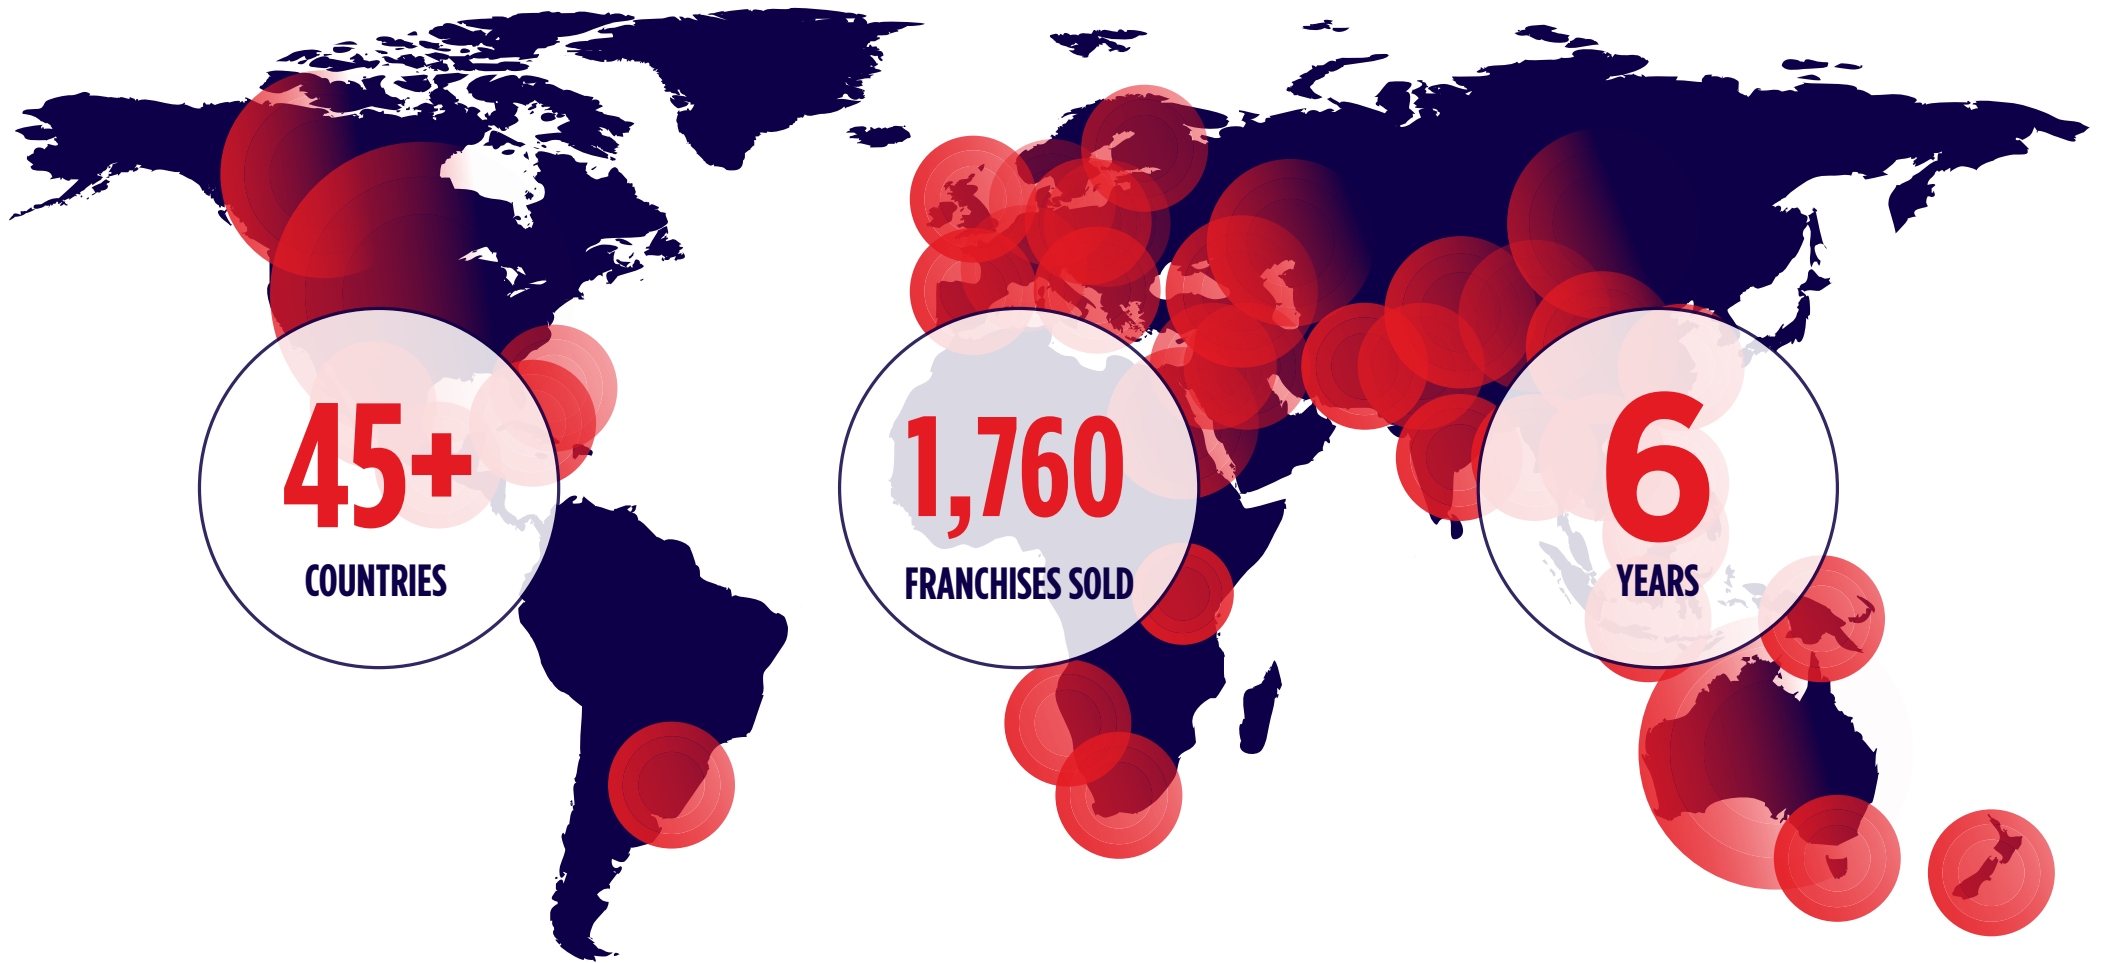 45+
COUNTRIES
1,760
FRANCHISES SOLD
6
YEARS